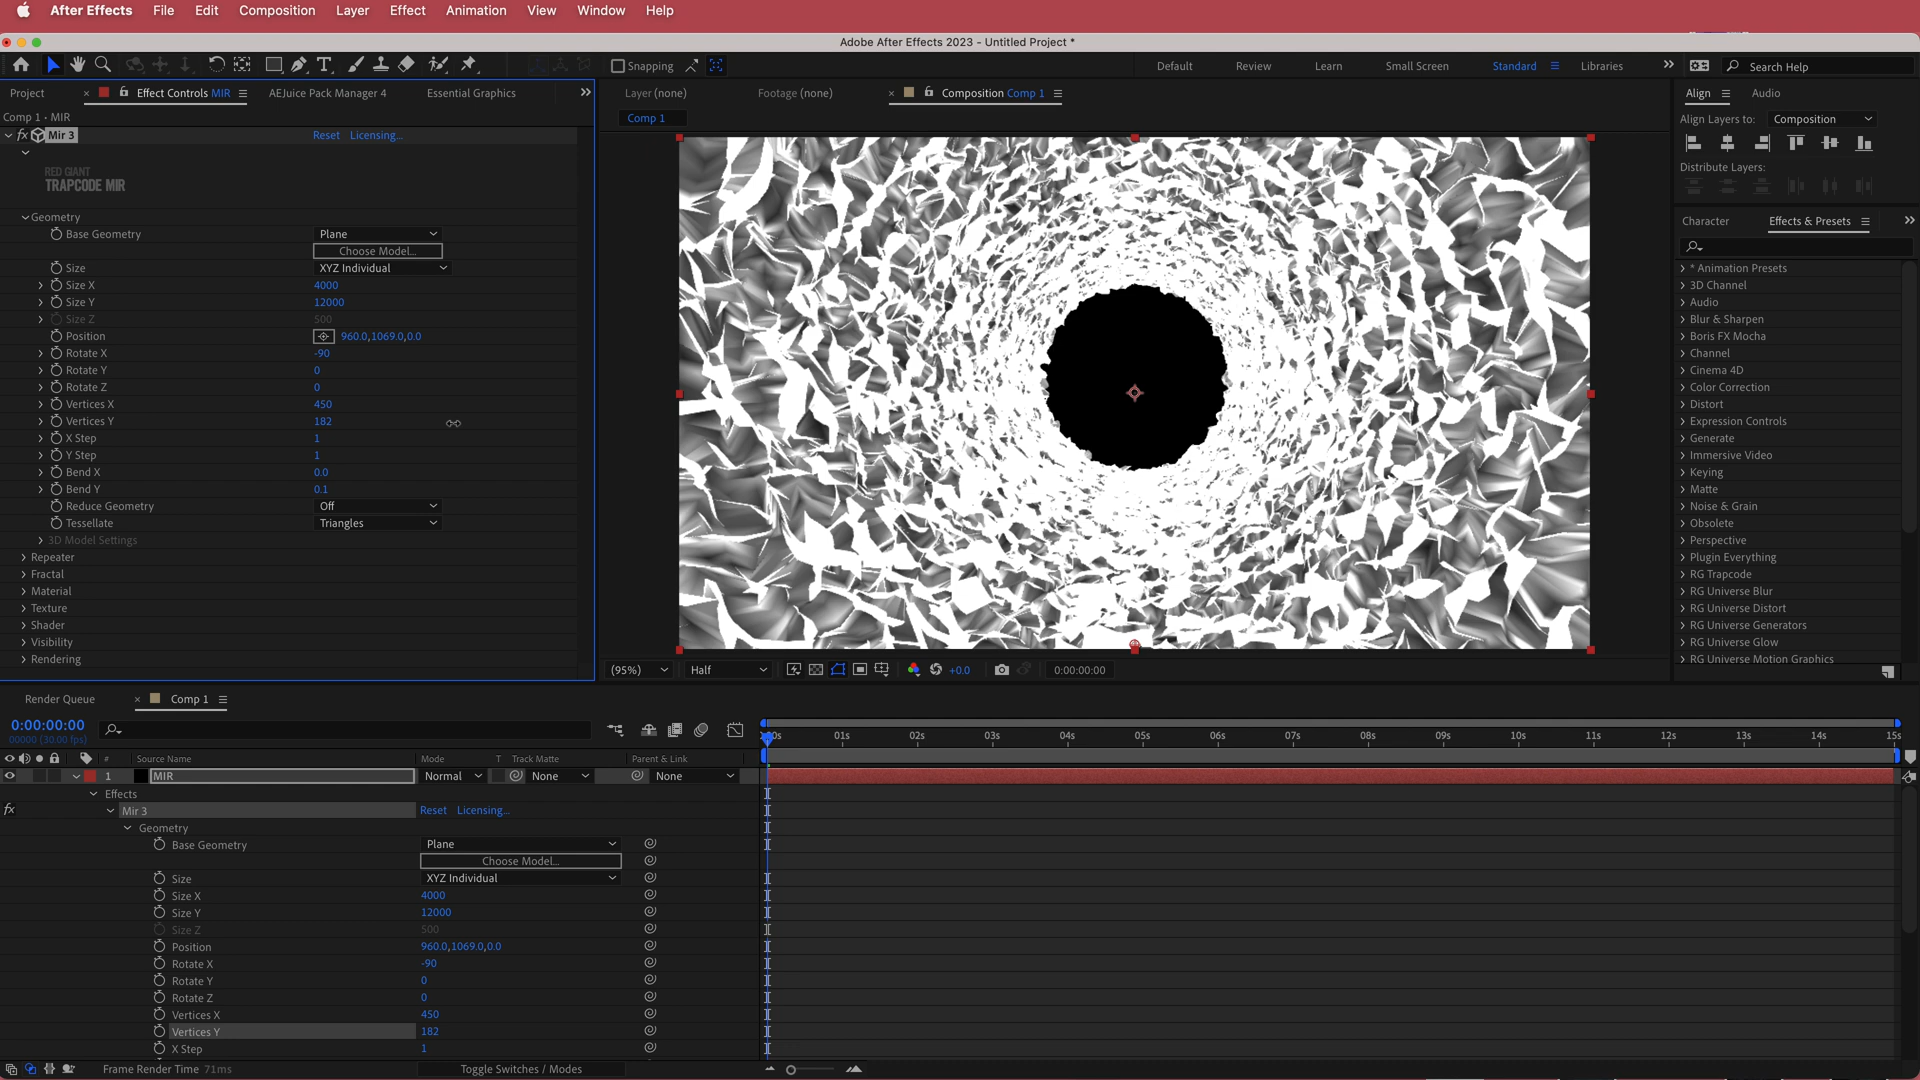 After Effects File Edit Composition Layer Effect Animation View Window Help
Adobe After Effects 2023 - Untitled Project *
Snapping
Default Review Learn Small Screen Standard Libraries
Search Help
Project Effect Controls MIR AEJuice Pack Manager 4 Essential Graphics
Layer (none) Footage (none) Composition Comp 1
Align Audio
Comp 1 • MIR
Comp 1
Align Layers to: Composition
fx Mir 3 Reset Licensing...
Distribute Layers:
RED GIANT
TRAPCODE MIR
Geometry
Base Geometry Plane
Choose Model...
Size XYZ Individual
Size X 4000
Size Y 12000
Size Z 500
Position 960.0,1069.0,0.0
Rotate X -90
Rotate Y 0
Rotate Z 0
Vertices X 450
Vertices Y 182
X Step 1
Y Step 1
Bend X 0.0
Bend Y 0.1
Reduce Geometry Off
Tessellate Triangles
3D Model Settings
Repeater
Fractal
Material
Texture
Shader
Visibility
Rendering
Character Effects & Presets
* Animation Presets
3D Channel
Audio
Blur & Sharpen
Boris FX Mocha
Channel
Cinema 4D
Color Correction
Distort
Expression Controls
Generate
Immersive Video
Keying
Matte
Noise & Grain
Obsolete
Perspective
Plugin Everything
RG Trapcode
RG Universe Blur
RG Universe Distort
RG Universe Generators
RG Universe Glow
RG Universe Motion Graphics
(95%) Half +0.0 0:00:00:00
Render Queue Comp 1
0:00:00:00
00000 (30.00 fps)
01s 02s 03s 04s 05s 06s 07s 08s 09s 10s 11s 12s 13s 14s 15s
# Source Name Mode T Track Matte Parent & Link
1 MIR Normal None None
Effects
fx Mir 3 Reset Licensing...
Geometry
Base Geometry Plane
Choose Model...
Size XYZ Individual
Size X 4000
Size Y 12000
Size Z 500
Position 960.0,1069.0,0.0
Rotate X -90
Rotate Y 0
Rotate Z 0
Vertices X 450
Vertices Y 182
X Step 1
Frame Render Time 71ms Toggle Switches / Modes